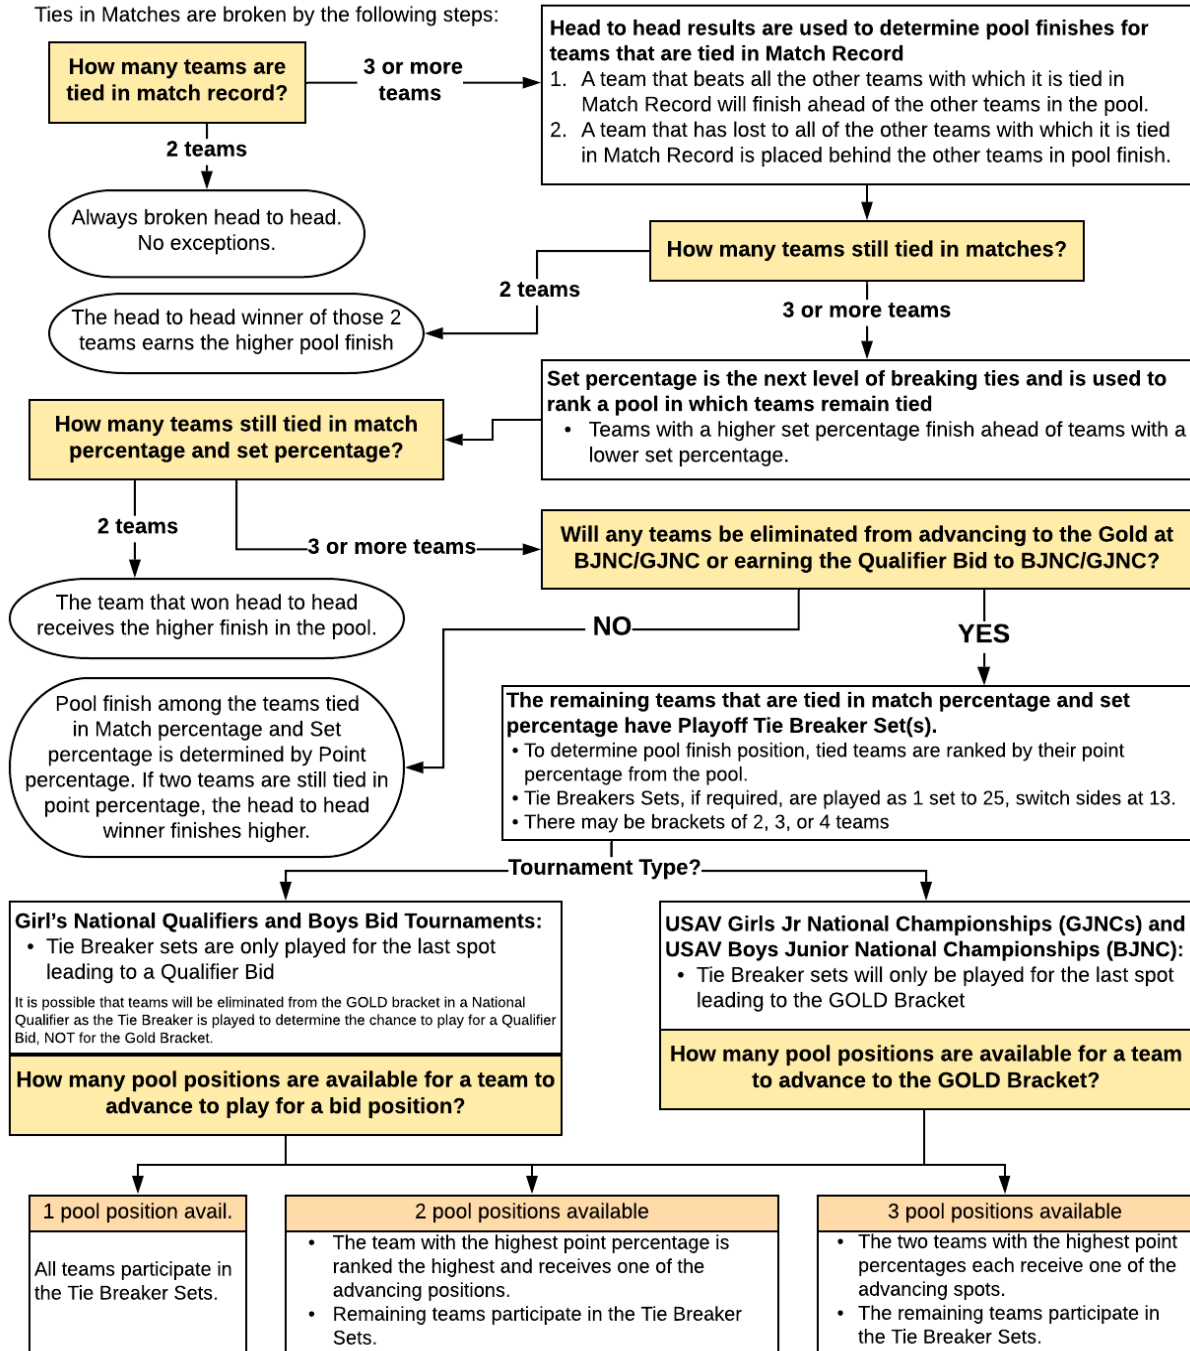 Ties in Matches are broken by the following steps:
How many teams are
tied in match record?
3 or more
teams
Head to head results are used to determine pool finishes for
teams that are tied in Match Record
1. A team that beats all the other teams with which it is tied in
Match Record will finish ahead of the other teams in the pool.
2. A team that has lost to all of the other teams with which it is tied
in Match Record is placed behind the other teams in pool finish.
2 teams
Always broken head to head.
No exceptions.
How many teams still tied in matches?
2 teams
The head to head winner of those 2
teams earns the higher pool finish
3 or more teams
Set percentage is the next level of breaking ties and is used to
rank a pool in which teams remain tied
• Teams with a higher set percentage finish ahead of teams with a
lower set percentage.
How many teams still tied in match
percentage and set percentage?
2 teams
3 or more teams
The team that won head to head
receives the higher finish in the pool.
Will any teams be eliminated from advancing to the Gold at
BJNC/GJNC or earning the Qualifier Bid to BJNC/GJNC?
NO
YES
Pool finish among the teams tied
in Match percentage and Set
percentage is determined by Point
percentage. If two teams are still tied in
point percentage, the head to head
winner finishes higher.
The remaining teams that are tied in match percentage and set
percentage have Playoff Tie Breaker Set(s).
• To determine pool finish position, tied teams are ranked by their point
percentage from the pool.
• Tie Breakers Sets, if required, are played as 1 set to 25, switch sides at 13.
• There may be brackets of 2, 3, or 4 teams
Tournament Type?
Girl's National Qualifiers and Boys Bid Tournaments:
• Tie Breaker sets are only played for the last spot
leading to a Qualifier Bid
It is possible that teams will be eliminated from the GOLD bracket in a National
Qualifier as the Tie Breaker is played to determine the chance to play for a Qualifier
Bid, NOT for the Gold Bracket.
How many pool positions are available for a team to
advance to play for a bid position?
USAV Girls Jr National Championships (GJNCs) and
USAV Boys Junior National Championships (BJNC):
• Tie Breaker sets will only be played for the last spot
leading to the GOLD Bracket
How many pool positions are available for a team
to advance to the GOLD Bracket?
1 pool position avail.
All teams participate in
the Tie Breaker Sets.
2 pool positions available
• The team with the highest point percentage is
ranked the highest and receives one of the
advancing positions.
• Remaining teams participate in the Tie Breaker
Sets.
3 pool positions available
• The two teams with the highest point
percentages each receive one of the
advancing spots.
• The remaining teams participate in
the Tie Breaker Sets.